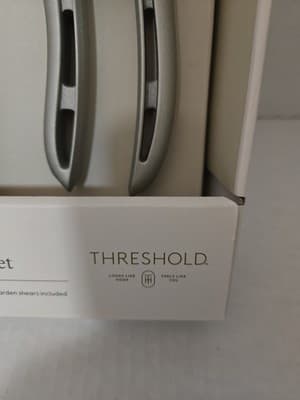 et
THRESHOLD.
LOOKS LIKE
HOME
FEELS LIKE
YOU
arden shears included